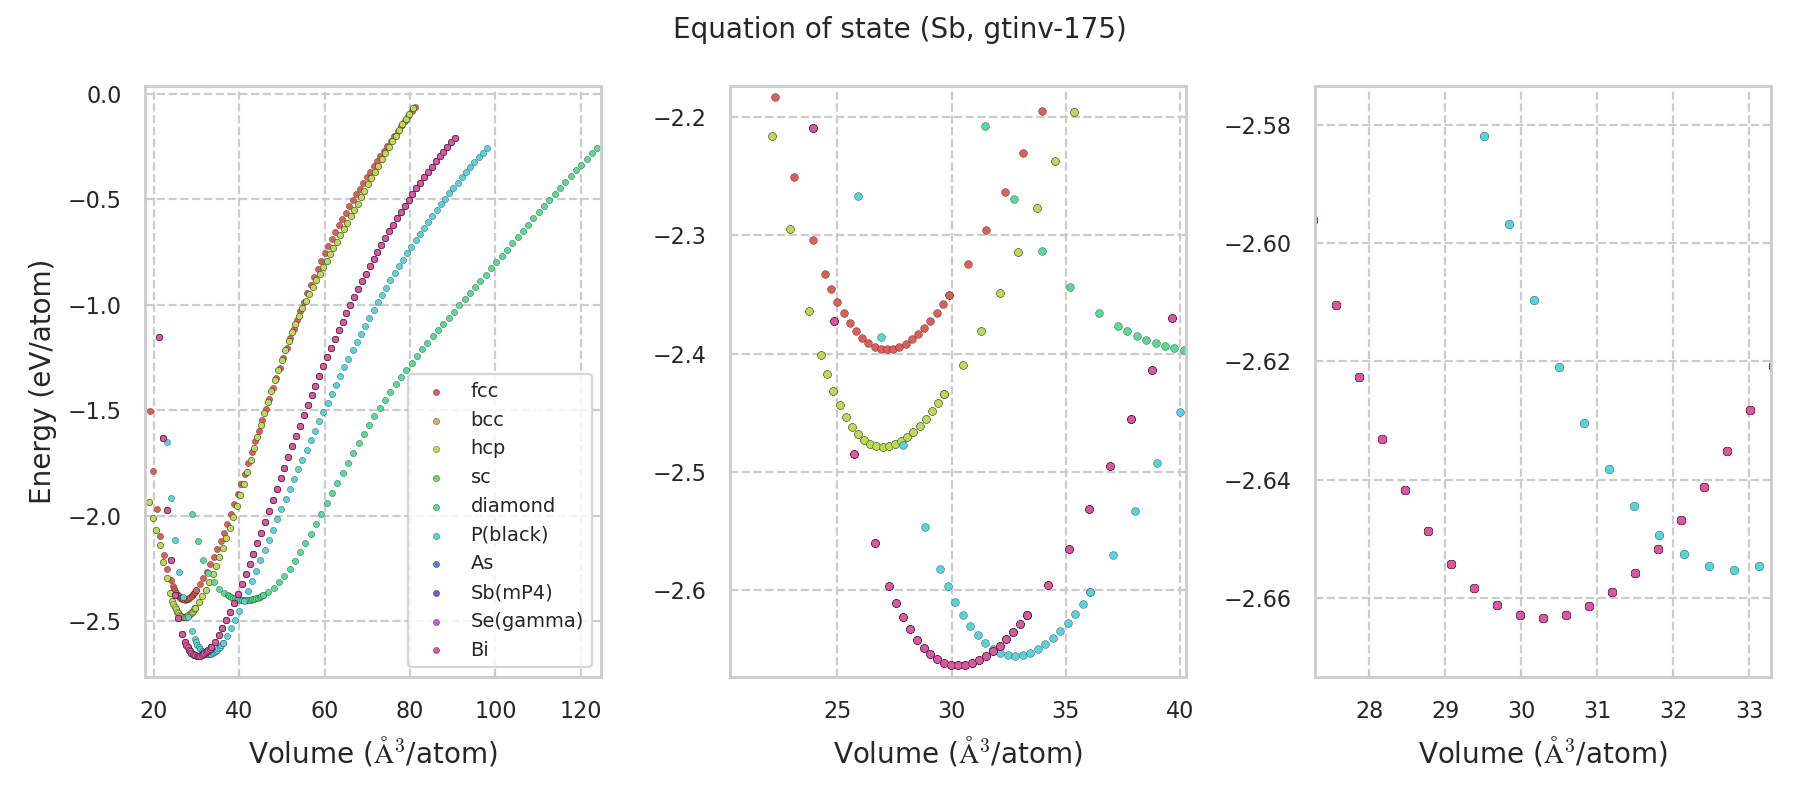 Equation of state (Sb, gtinv-175)
Energy (eV/atom)
0.0
−0.5
−1.0
−1.5
−2.0
−2.5
20 40 60 80 100 120
Volume (Å³/atom)
fcc
bcc
hcp
sc
diamond
P(black)
As
Sb(mP4)
Se(gamma)
Bi
−2.2
−2.3
−2.4
−2.5
−2.6
25 30 35 40
Volume (Å³/atom)
−2.58
−2.60
−2.62
−2.64
−2.66
28 29 30 31 32 33
Volume (Å³/atom)